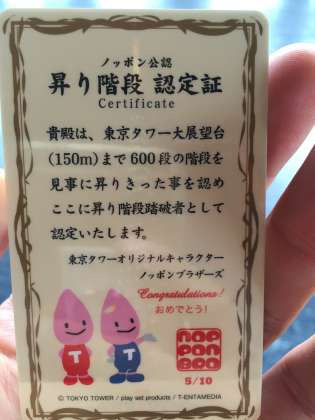 ノッポン公認
昇り階段 認定証
Certificate
貴殿は、東京タワー大展望台
(150m)まで600段の階段を
見事に昇りきった事を認め
ここに昇り階段踏破者として
認定いたします。
東京タワーオリジナルキャラクター
ノッポンブラザーズ
Congratulations!
おめでとう!
T
T
NOP
PON
BRO
5/10
© TOKYO TOWER / play set products / T-ENTAMEDIA